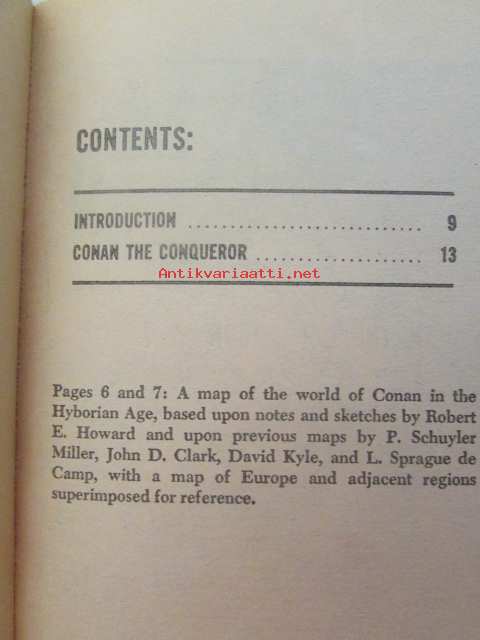 CONTENTS:
INTRODUCTION ............................ 9
CONAN THE CONQUEROR .................... 13
Antikvariaatti.net
Pages 6 and 7: A map of the world of Conan in the
Hyborian Age, based upon notes and sketches by Robert
E. Howard and upon previous maps by P. Schuyler
Miller, John D. Clark, David Kyle, and L. Sprague de
Camp, with a map of Europe and adjacent regions
superimposed for reference.